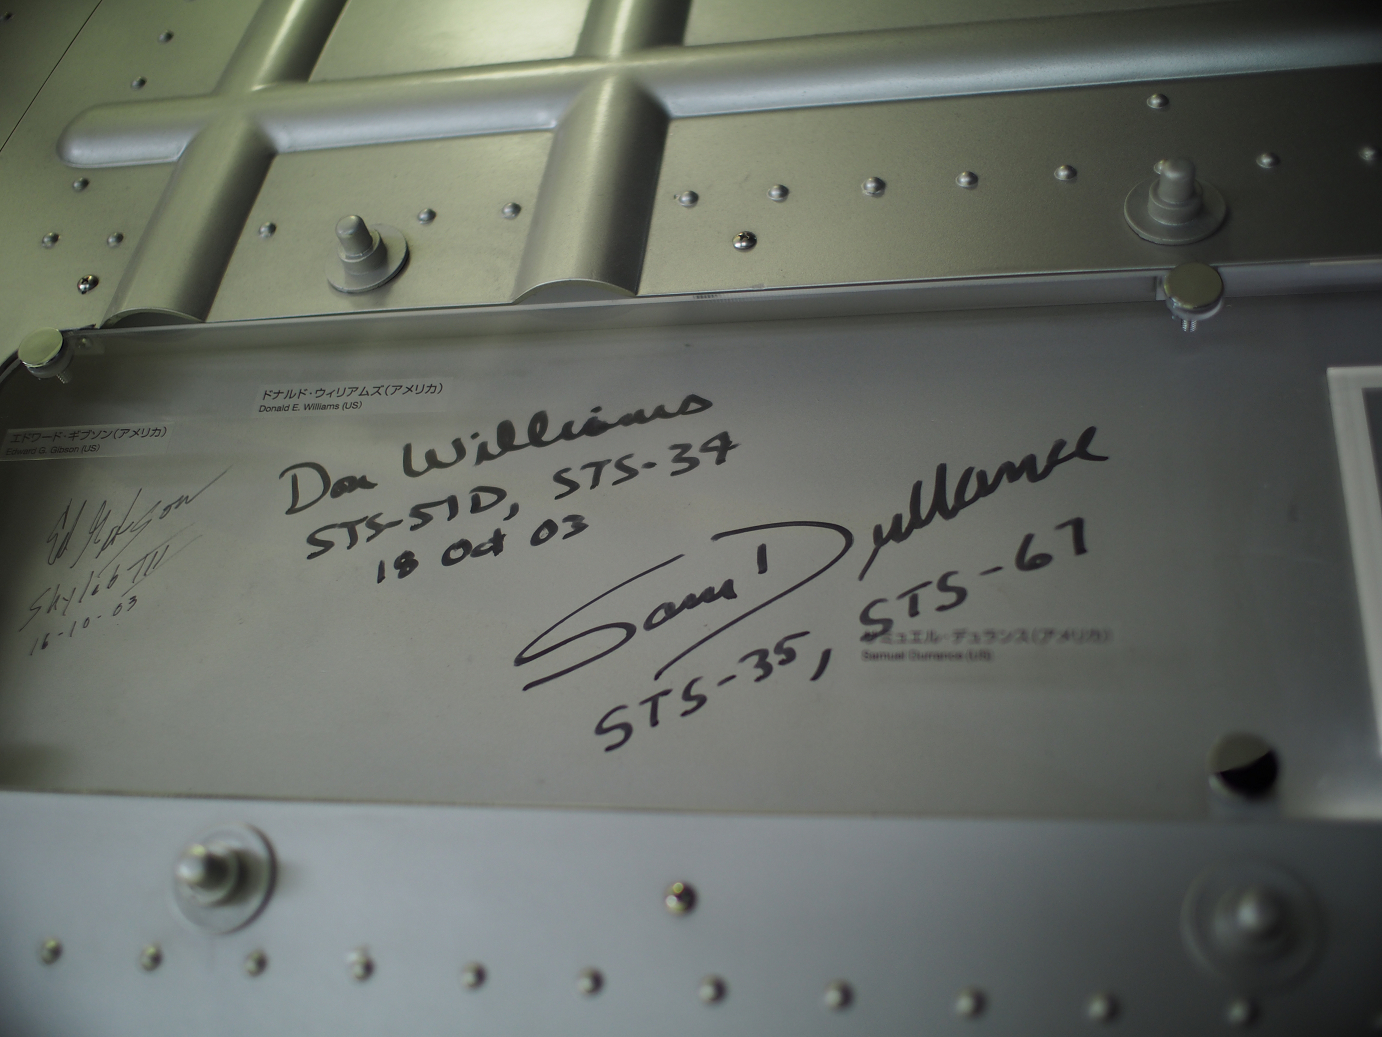 エドワード・ギブソン（アメリカ）
Edward G. Gibson (US)
Ed Gibson
Skylab III
16-10-03
ドナルド・ウィリアムズ（アメリカ）
Donald E. Williams (US)
Don Williams
STS-51D, STS-34
18 Oct 03
Sam Durrance
STS-35, STS-67
サミュエル・デュランス（アメリカ）
Samuel Durrance (US)